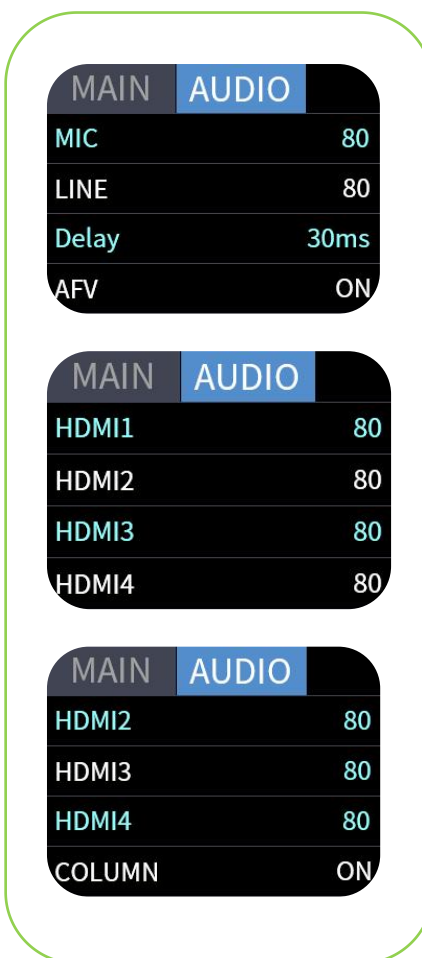 MAIN AUDIO
MIC 80
LINE 80
Delay 30ms
AFV ON
MAIN AUDIO
HDMI1 80
HDMI2 80
HDMI3 80
HDMI4 80
MAIN AUDIO
HDMI2 80
HDMI3 80
HDMI4 80
COLUMN ON